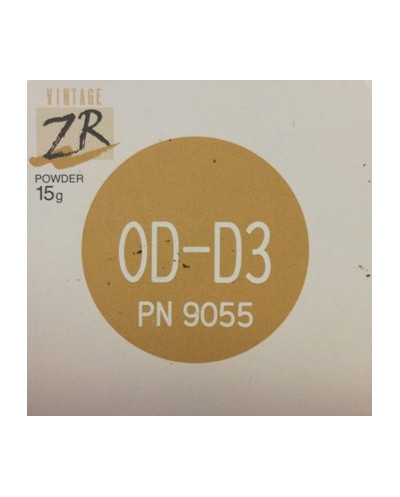 VINTAGE
ZR
POWDER
15g
OD-D3
PN 9055